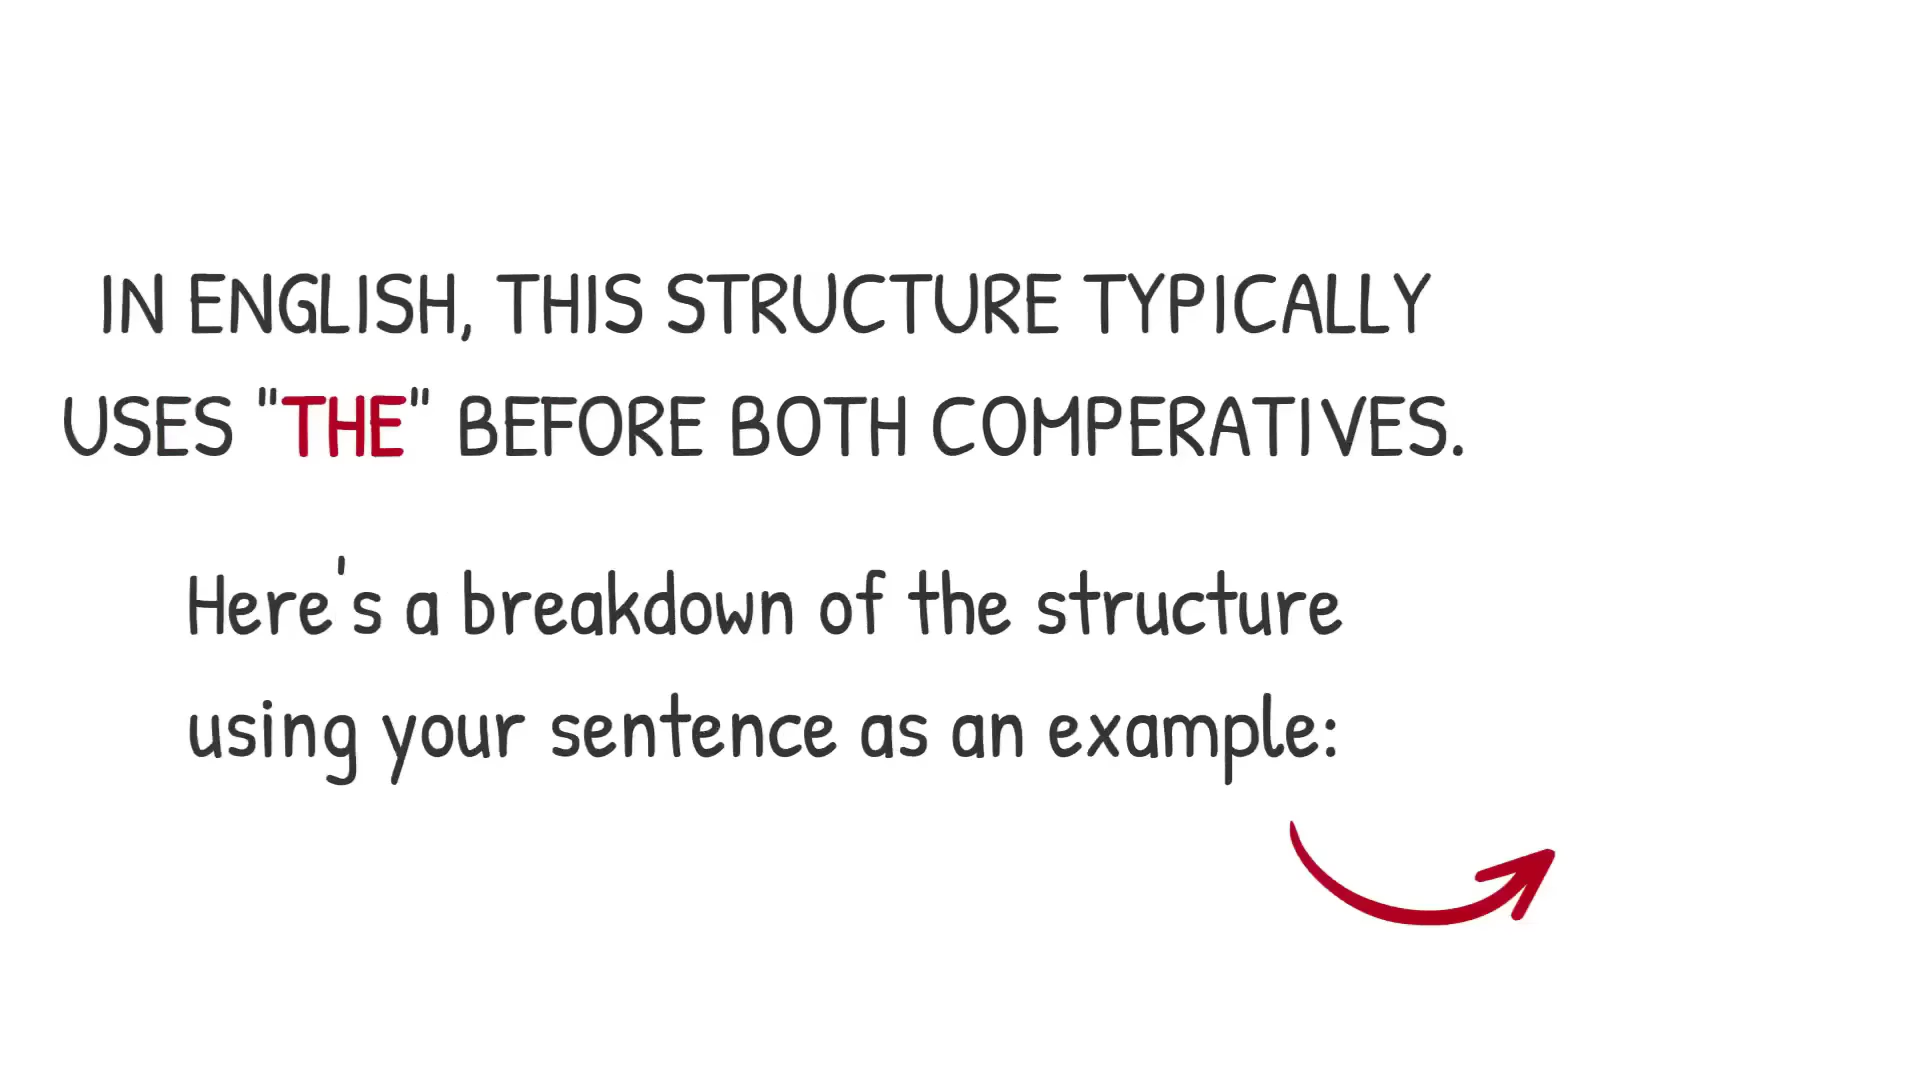 IN ENGLISH, THIS STRUCTURE TYPICALLY
USES "THE" BEFORE BOTH COMPERATIVES.
Here's a breakdown of the structure
using your sentence as an example: